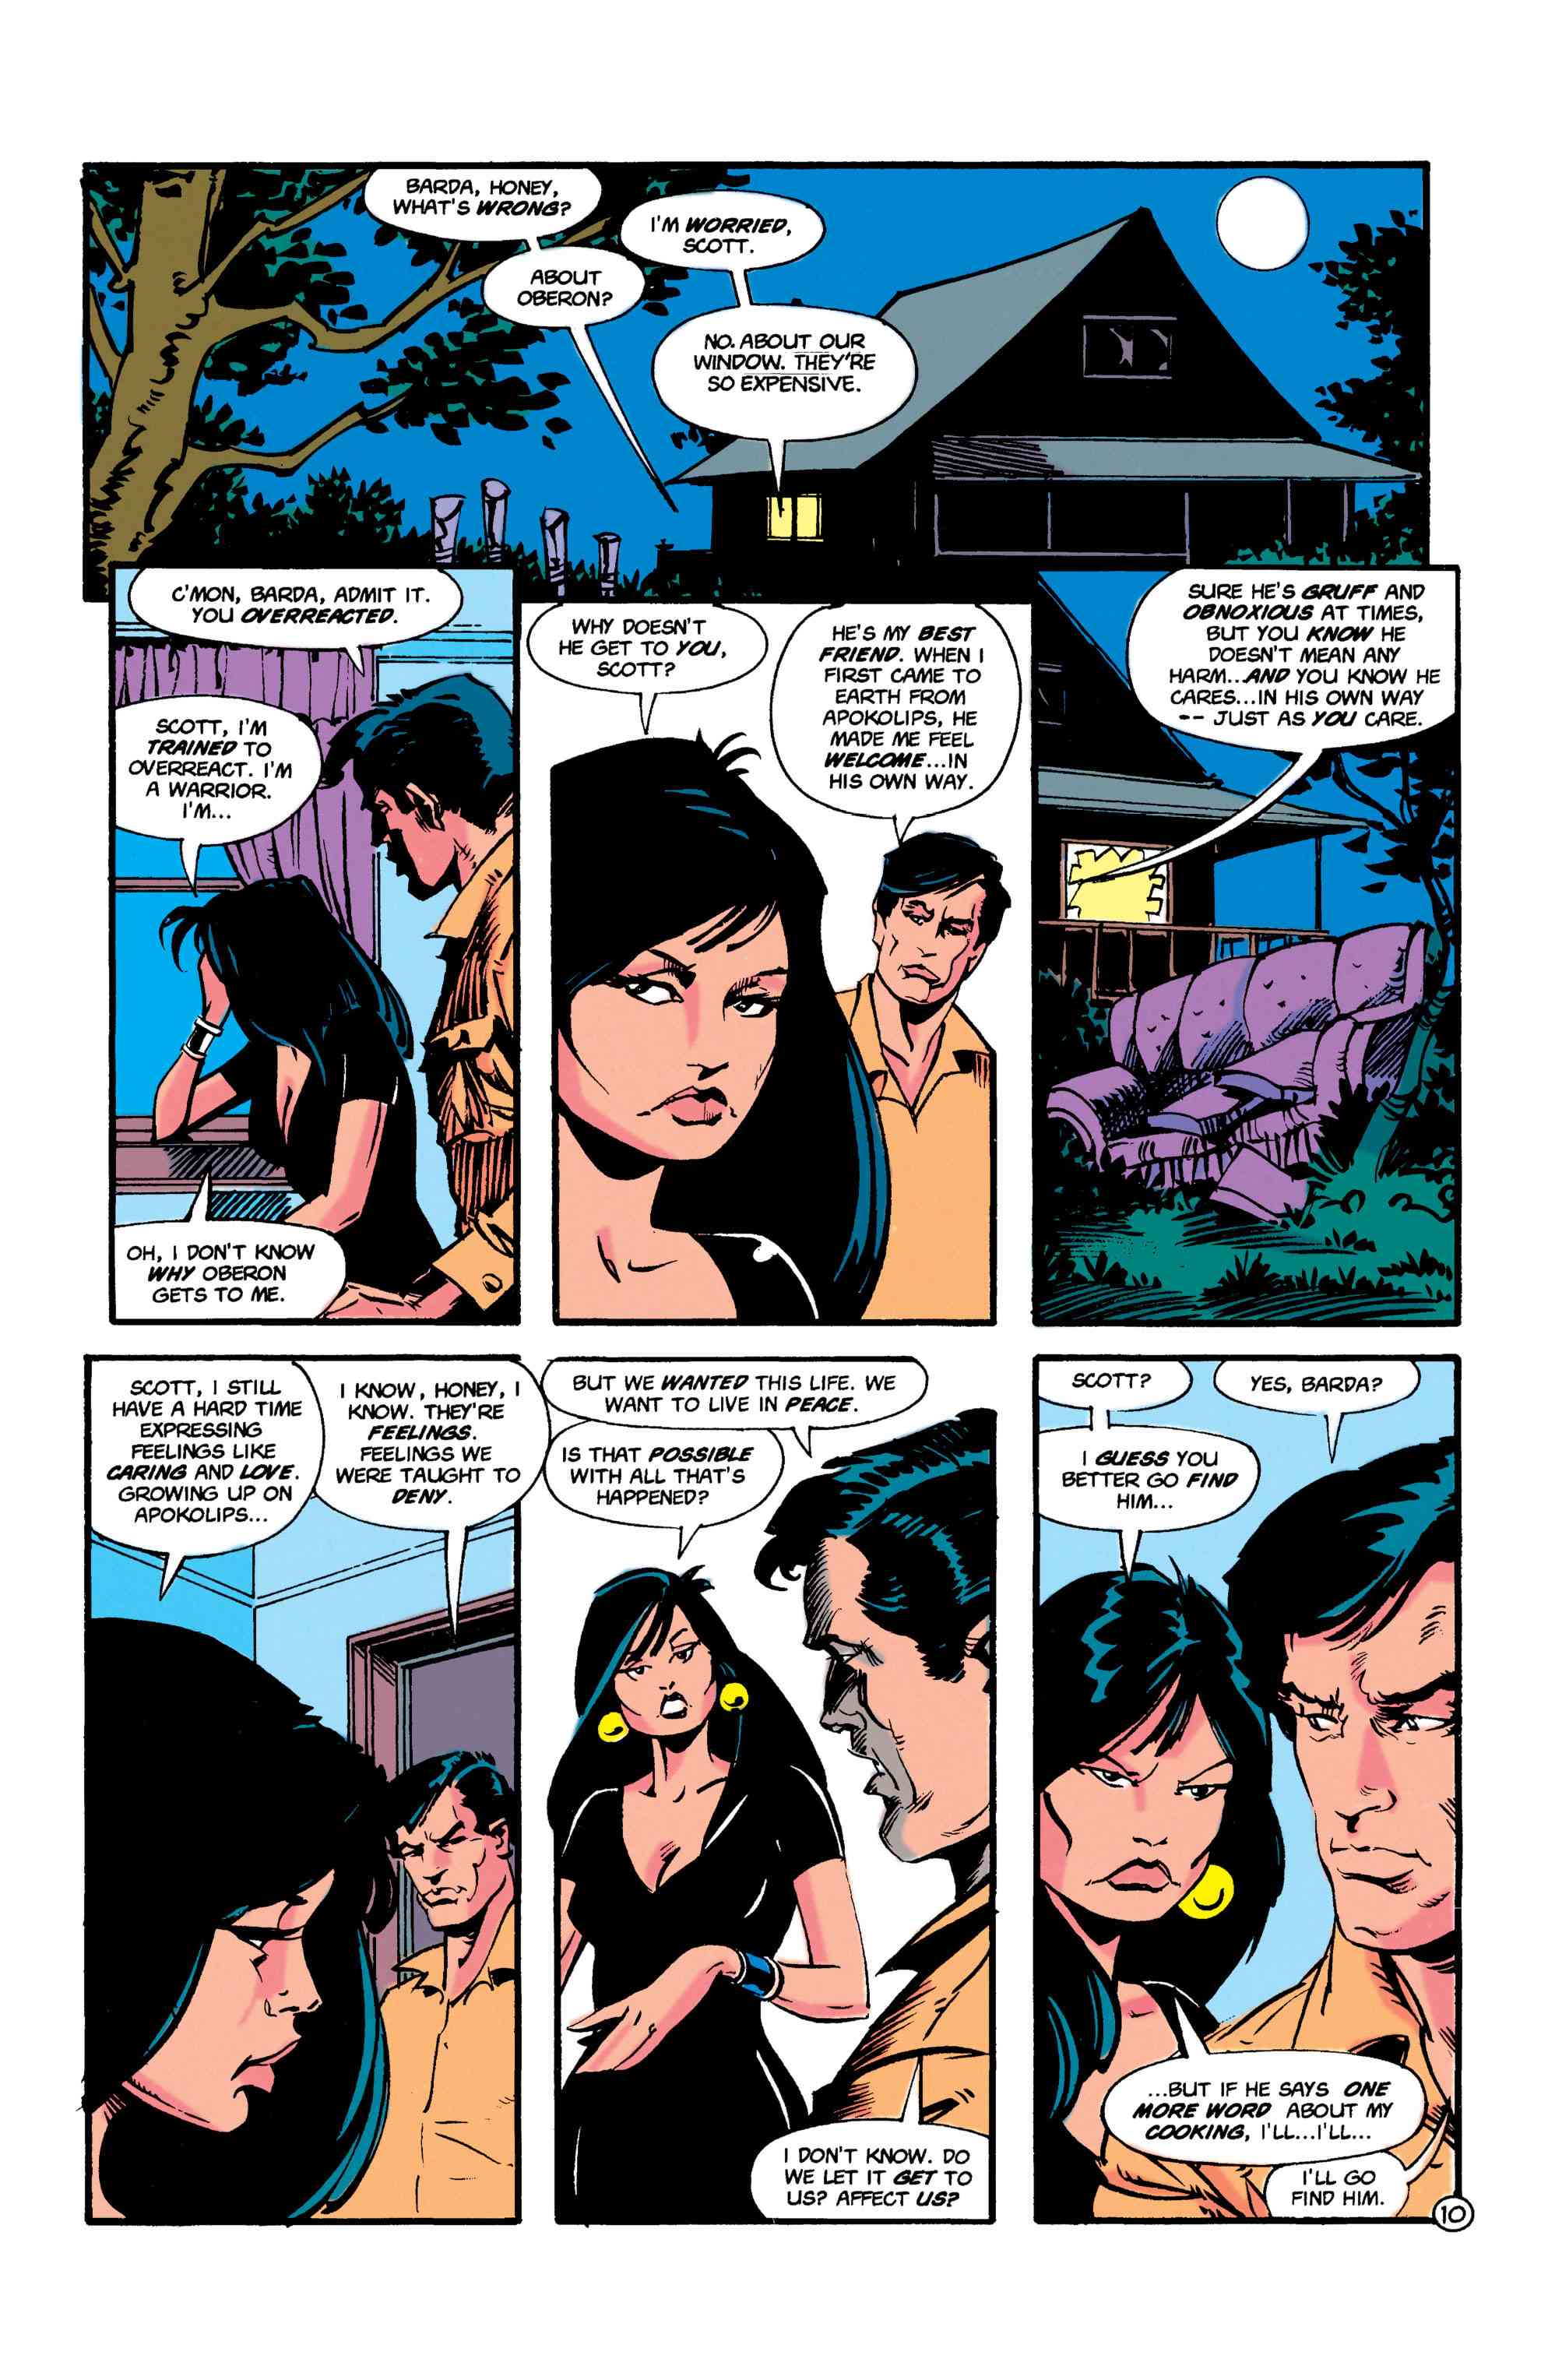 BARDA, HONEY,
WHAT'S WRONG?
I'M WORRIED,
SCOTT.
ABOUT
OBERON?
NO. ABOUT OUR
WINDOW. THEY'RE
SO EXPENSIVE.
C'MON, BARDA, ADMIT IT.
YOU OVERREACTED.
SCOTT, I'M
TRAINED TO
OVERREACT. I'M
A WARRIOR.
I'M...
OH, I DON'T KNOW
WHY OBERON
GETS TO ME.
WHY DOESN'T
HE GET TO YOU,
SCOTT?
HE'S MY BEST
FRIEND. WHEN I
FIRST CAME TO
EARTH FROM
APOKOLIPS, HE
MADE ME FEEL
WELCOME...IN
HIS OWN WAY.
SURE HE'S GRUFF AND
OBNOXIOUS AT TIMES,
BUT YOU KNOW HE
DOESN'T MEAN ANY
HARM...AND YOU KNOW HE
CARES...IN HIS OWN WAY
-- JUST AS YOU CARE.
SCOTT, I STILL
HAVE A HARD TIME
EXPRESSING
FEELINGS LIKE
CARING AND LOVE.
GROWING UP ON
APOKOLIPS...
I KNOW, HONEY, I
KNOW. THEY'RE
FEELINGS.
FEELINGS WE
WERE TAUGHT TO
DENY.
BUT WE WANTED THIS LIFE. WE
WANT TO LIVE IN PEACE.
IS THAT POSSIBLE
WITH ALL THAT'S
HAPPENED?
I DON'T KNOW. DO
WE LET IT GET TO
US? AFFECT US?
SCOTT?
YES, BARDA?
I GUESS YOU
BETTER GO FIND
HIM...
...BUT IF HE SAYS ONE
MORE WORD ABOUT MY
COOKING, I'LL...I'LL...
I'LL GO
FIND HIM.
10